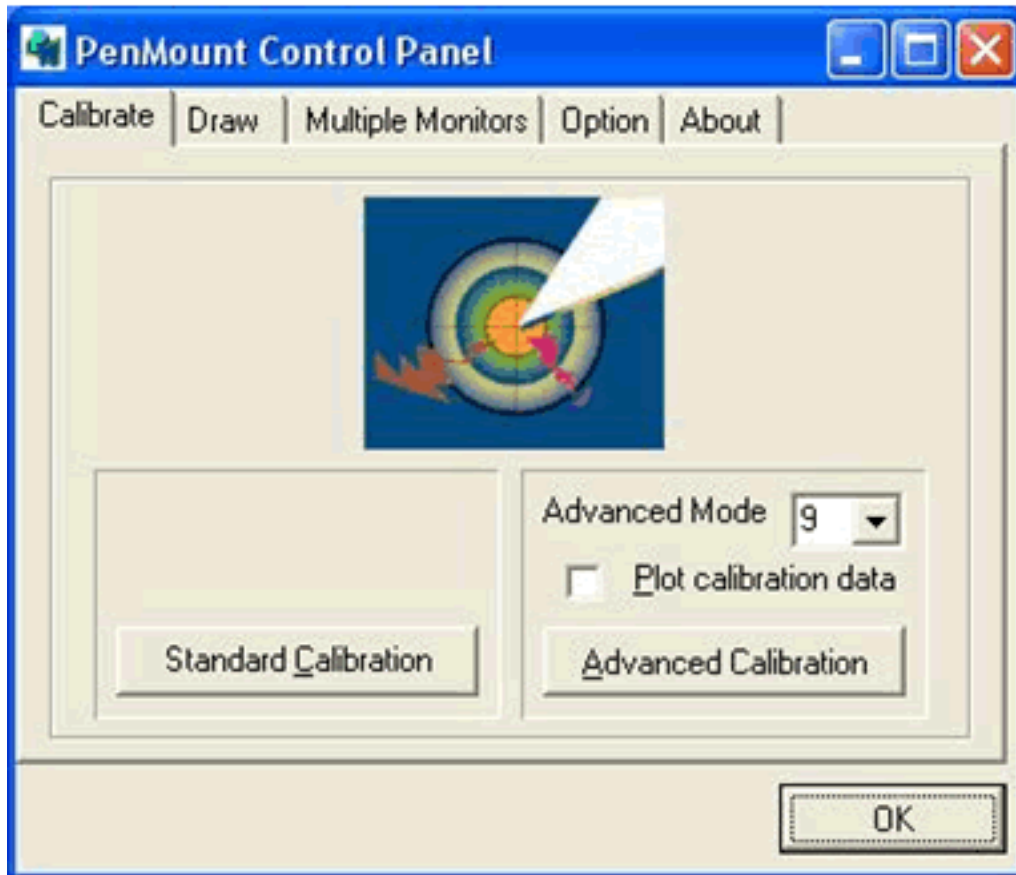 PenMount Control Panel
Calibrate Draw Multiple Monitors Option About
Advanced Mode 9
Plot calibration data
Standard Calibration Advanced Calibration
OK